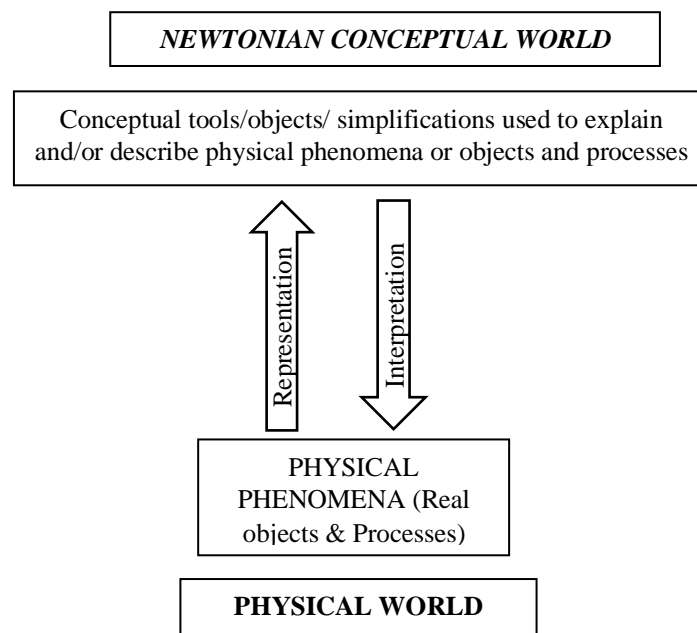 NEWTONIAN CONCEPTUAL WORLD
Conceptual tools/objects/ simplifications used to explain
and/or describe physical phenomena or objects and processes
Representation
Interpretation
PHYSICAL
PHENOMENA (Real
objects & Processes)
PHYSICAL WORLD